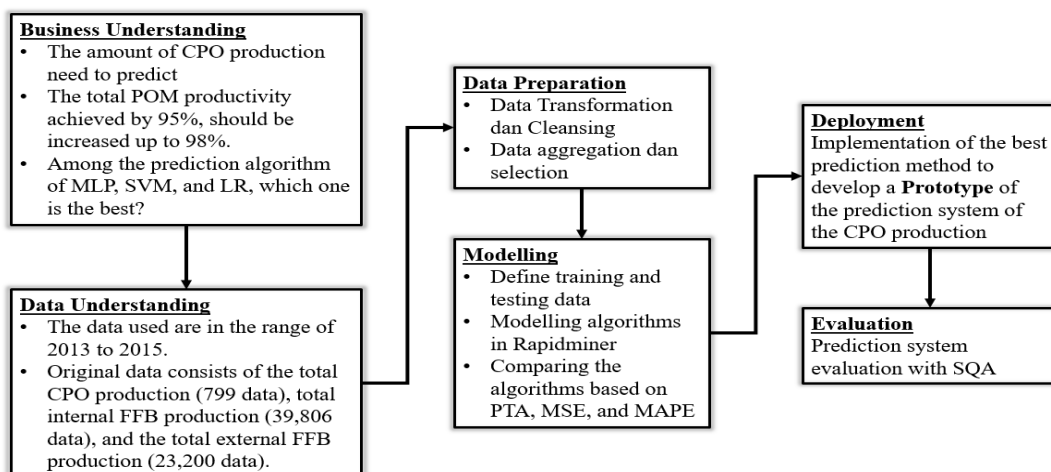 Business Understanding
• The amount of CPO production
need to predict
• The total POM productivity
achieved by 95%, should be
increased up to 98%.
• Among the prediction algorithm
of MLP, SVM, and LR, which one
is the best?
Data Understanding
• The data used are in the range of
2013 to 2015.
• Original data consists of the total
CPO production (799 data), total
internal FFB production (39,806
data), and the total external FFB
production (23,200 data).
Data Preparation
• Data Transformation
dan Cleansing
• Data aggregation dan
selection
Modelling
• Define training and
testing data
• Modelling algorithms
in Rapidminer
• Comparing the
algorithms based on
PTA, MSE, and MAPE
Deployment
Implementation of the best
prediction method to
develop a Prototype of
the prediction system of
the CPO production
Evaluation
Prediction system
evaluation with SQA